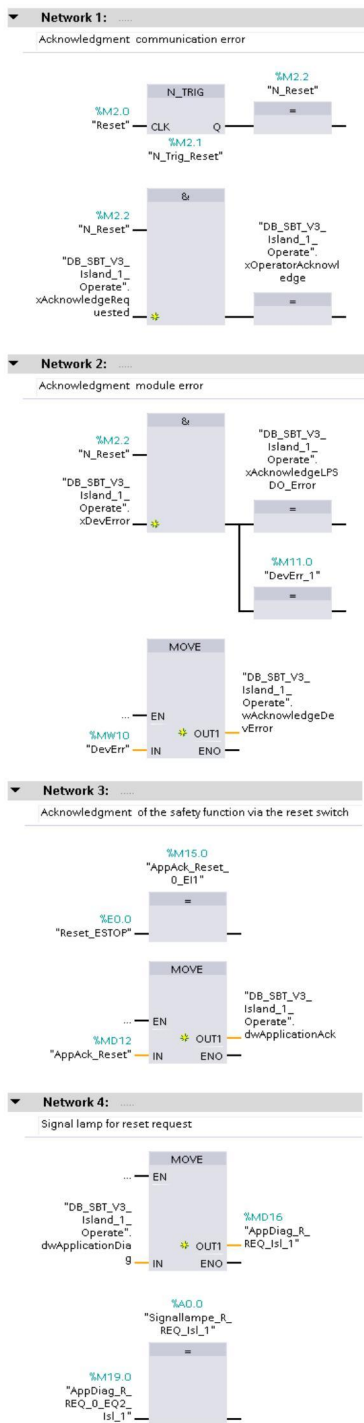 Network 1: .....
Acknowledgment communication error
%M2.2
"N_Reset"
N_TRIG
=
%M2.0
"Reset"
CLK
Q
%M2.1
"N_Trig_Reset"
&
%M2.2
"N_Reset"
"DB_SBT_V3_
Island_1_
Operate".
xAcknowledgeReq
uested
"DB_SBT_V3_
Island_1_
Operate".
xOperatorAcknowl
edge
=
Network 2: .....
Acknowledgment module error
&
%M2.2
"N_Reset"
"DB_SBT_V3_
Island_1_
Operate".
xDevError
"DB_SBT_V3_
Island_1_
Operate".
xAcknowledgeLPS
DO_Error
=
%M11.0
"DevErr_1"
=
MOVE
... EN
%MW10
"DevErr"
IN
OUT1
ENO
"DB_SBT_V3_
Island_1_
Operate".
wAcknowledgeDe
vError
Network 3: .....
Acknowledgment of the safety function via the reset switch
%M15.0
"AppAck_Reset_
0_EI1"
=
%E0.0
"Reset_ESTOP"
MOVE
... EN
%MD12
"AppAck_Reset"
IN
OUT1
ENO
"DB_SBT_V3_
Island_1_
Operate".
dwApplicationAck
Network 4: .....
Signal lamp for reset request
MOVE
... EN
"DB_SBT_V3_
Island_1_
Operate".
dwApplicationDia
g
IN
OUT1
ENO
%MD16
"AppDiag_R_
REQ_Isl_1"
%A0.0
"Signallampe_R_
REQ_Isl_1"
=
%M19.0
"AppDiag_R_
REQ_0_EQ2_
Isl_1"